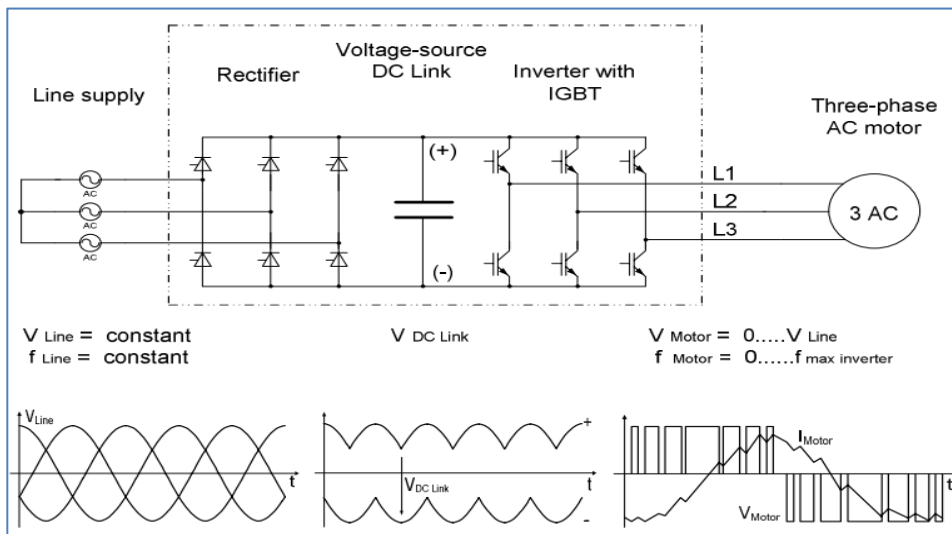 Line supply
Rectifier
Voltage-source
DC Link
Inverter with
IGBT
Three-phase
AC motor
(+)
(-)
AC
AC
AC
L1
L2
L3
3 AC
V Line = constant
f Line = constant
V DC Link
V Motor = 0.....V Line
f Motor = 0......f max inverter
VLine
t
+
t
VDC Link
-
IMotor
t
VMotor